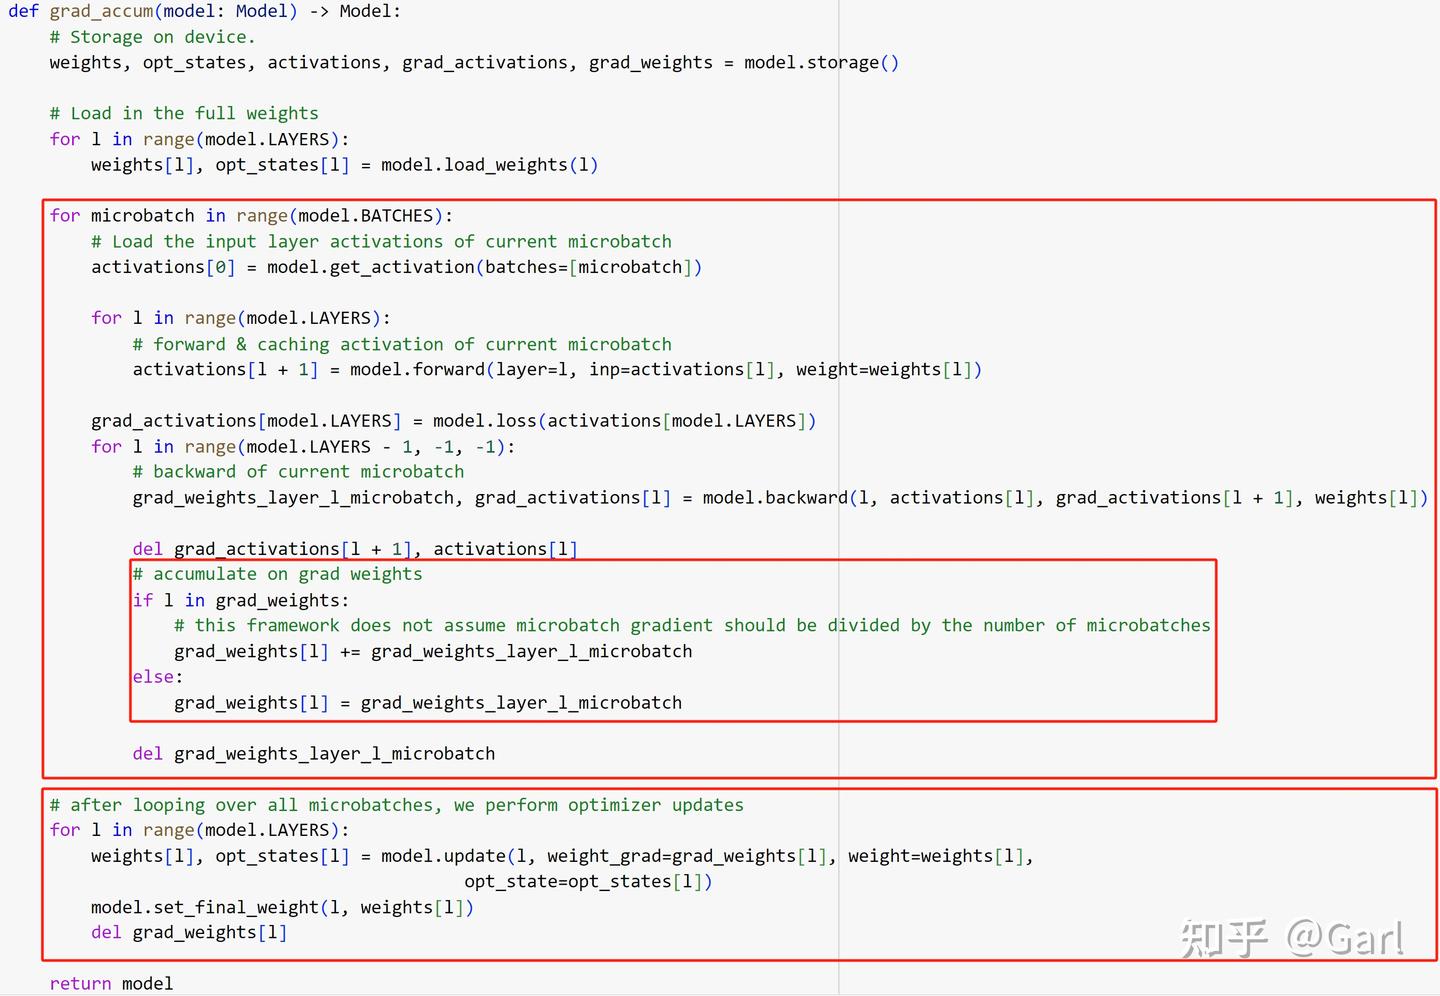 def grad_accum(model: Model) -> Model:
    # Storage on device.
    weights, opt_states, activations, grad_activations, grad_weights = model.storage()
    # Load in the full weights
    for l in range(model.LAYERS):
        weights[l], opt_states[l] = model.load_weights(l)
    for microbatch in range(model.BATCHES):
        # Load the input layer activations of current microbatch
        activations[0] = model.get_activation(batches=[microbatch])
        for l in range(model.LAYERS):
            # forward & caching activation of current microbatch
            activations[l + 1] = model.forward(layer=l, inp=activations[l], weight=weights[l])
        grad_activations[model.LAYERS] = model.loss(activations[model.LAYERS])
        for l in range(model.LAYERS - 1, -1, -1):
            # backward of current microbatch
            grad_weights_layer_l_microbatch, grad_activations[l] = model.backward(l, activations[l], grad_activations[l + 1], weights[l])
            del grad_activations[l + 1], activations[l]
            # accumulate on grad weights
            if l in grad_weights:
                # this framework does not assume microbatch gradient should be divided by the number of microbatches
                grad_weights[l] += grad_weights_layer_l_microbatch
            else:
                grad_weights[l] = grad_weights_layer_l_microbatch
            del grad_weights_layer_l_microbatch
    # after looping over all microbatches, we perform optimizer updates
    for l in range(model.LAYERS):
        weights[l], opt_states[l] = model.update(l, weight_grad=grad_weights[l], weight=weights[l],
                                            opt_state=opt_states[l])
        model.set_final_weight(l, weights[l])
        del grad_weights[l]
    return model
知乎 @Garl